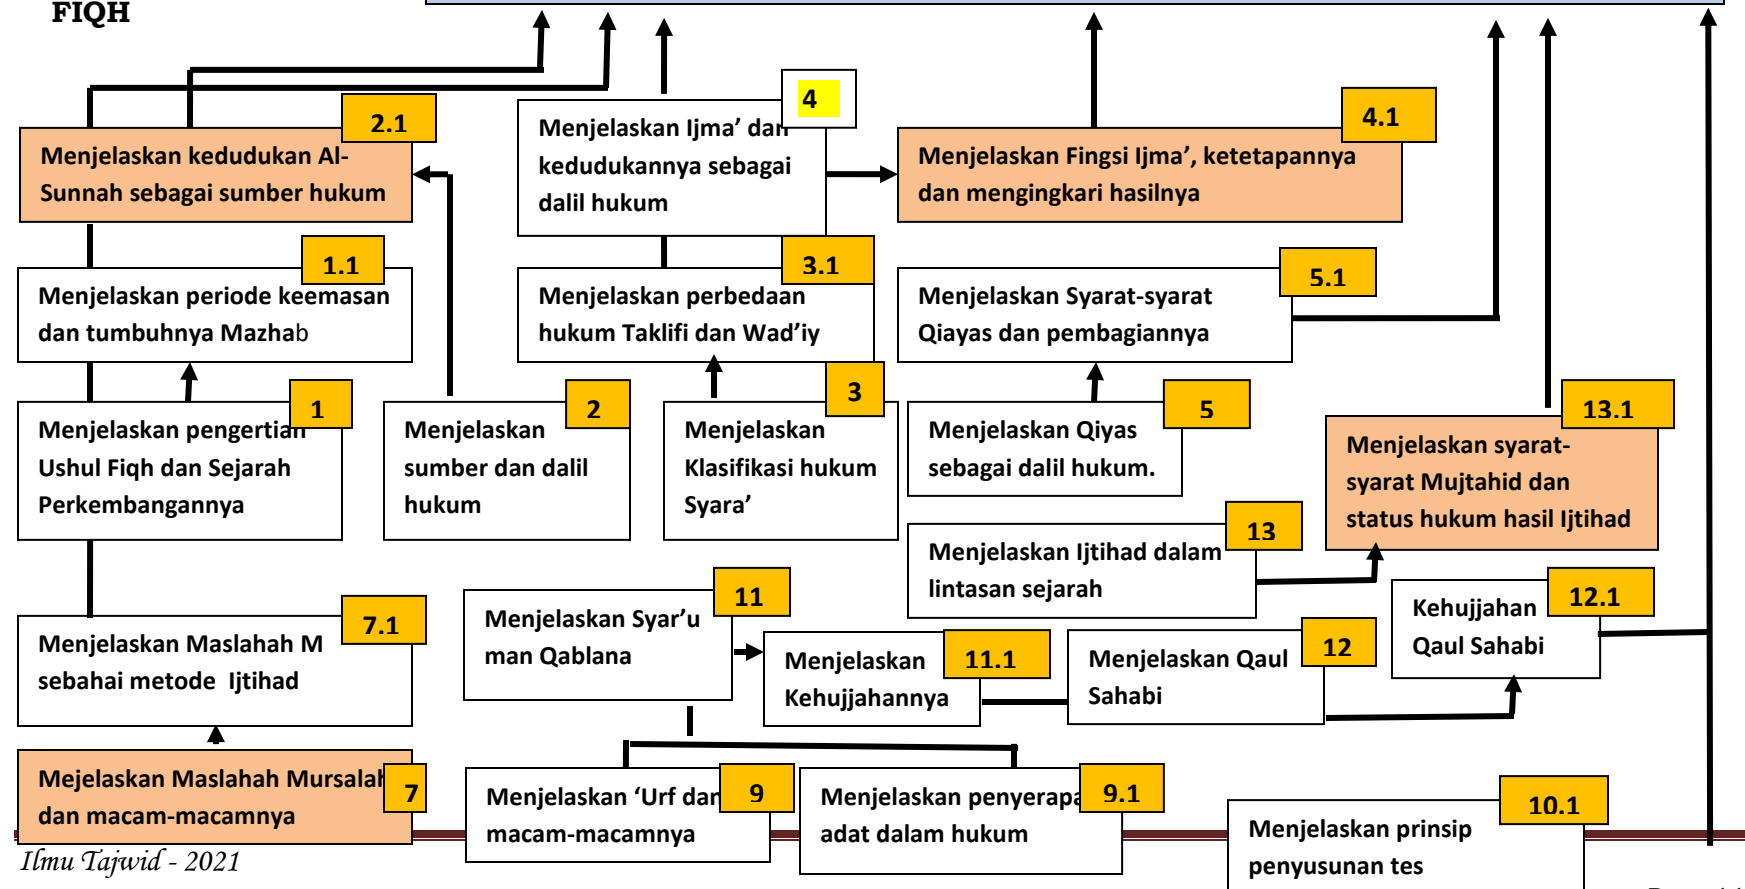 FIQH
2.1
Menjelaskan kedudukan Al-
Sunnah sebagai sumber hukum
4
Menjelaskan Ijma’ dan
kedudukannya sebagai
dalil hukum
4.1
Menjelaskan Fingsi Ijma’, ketetapannya
dan mengingkari hasilnya
1.1
Menjelaskan periode keemasan
dan tumbuhnya Mazhab
3.1
Menjelaskan perbedaan
hukum Taklifi dan Wad’iy
5.1
Menjelaskan Syarat-syarat
Qiayas dan pembagiannya
1
Menjelaskan pengertian
Ushul Fiqh dan Sejarah
Perkembangannya
2
Menjelaskan
sumber dan dalil
hukum
3
Menjelaskan
Klasifikasi hukum
Syara’
5
Menjelaskan Qiyas
sebagai dalil hukum.
13.1
Menjelaskan syarat-
syarat Mujtahid dan
status hukum hasil Ijtihad
13
Menjelaskan Ijtihad dalam
lintasan sejarah
7.1
Menjelaskan Maslahah M
sebahai metode  Ijtihad
11
Menjelaskan Syar’u
man Qablana
11.1
Menjelaskan
Kehujjahannya
12
Menjelaskan Qaul
Sahabi
12.1
Kehujjahan
Qaul Sahabi
7
Mejelaskan Maslahah Mursalah
dan macam-macamnya
9
Menjelaskan ‘Urf dan
macam-macamnya
9.1
Menjelaskan penyerapa
adat dalam hukum
10.1
Menjelaskan prinsip
penyusunan tes
Ilmu Tajwid - 2021